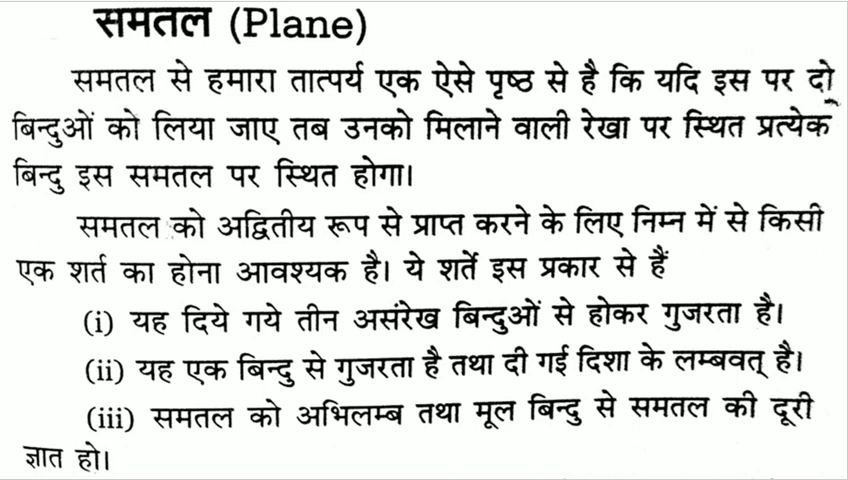 समतल (Plane)
समतल से हमारा तात्पर्य एक ऐसे पृष्ठ से है कि यदि इस पर दो
बिन्दुओं को लिया जाए तब उनको मिलाने वाली रेखा पर स्थित प्रत्येक
बिन्दु इस समतल पर स्थित होगा।
समतल को अद्वितीय रूप से प्राप्त करने के लिए निम्न में से किसी
एक शर्त का होना आवश्यक है। ये शर्ते इस प्रकार से हैं
(i) यह दिये गये तीन असंरेख बिन्दुओं से होकर गुजरता है।
(ii) यह एक बिन्दु से गुजरता है तथा दी गई दिशा के लम्बवत् है।
(iii) समतल को अभिलम्ब तथा मूल बिन्दु से समतल की दूरी
ज्ञात हो।